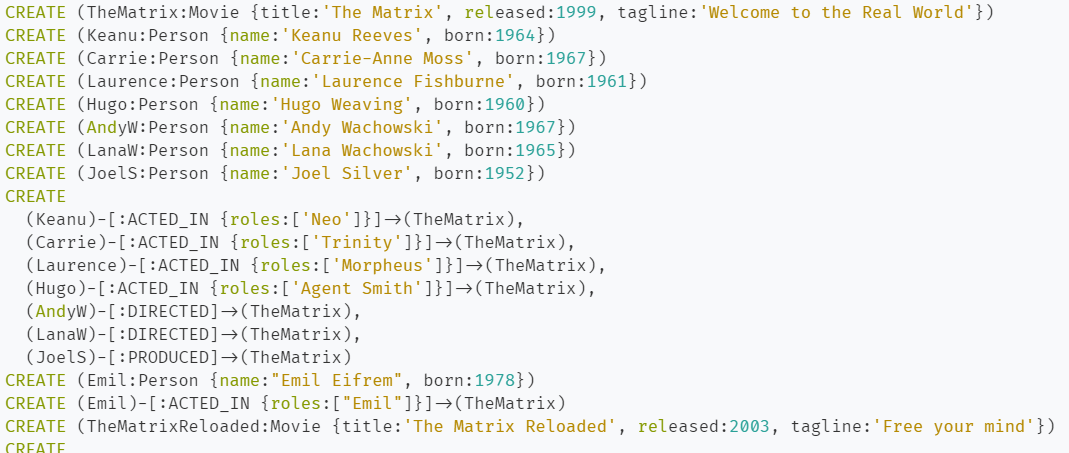 CREATE (TheMatrix:Movie {title:'The Matrix', released:1999, tagline:'Welcome to the Real World'})
CREATE (Keanu:Person {name:'Keanu Reeves', born:1964})
CREATE (Carrie:Person {name:'Carrie-Anne Moss', born:1967})
CREATE (Laurence:Person {name:'Laurence Fishburne', born:1961})
CREATE (Hugo:Person {name:'Hugo Weaving', born:1960})
CREATE (AndyW:Person {name:'Andy Wachowski', born:1967})
CREATE (LanaW:Person {name:'Lana Wachowski', born:1965})
CREATE (JoelS:Person {name:'Joel Silver', born:1952})
CREATE
  (Keanu)-[:ACTED_IN {roles:['Neo']}]->(TheMatrix),
  (Carrie)-[:ACTED_IN {roles:['Trinity']}]->(TheMatrix),
  (Laurence)-[:ACTED_IN {roles:['Morpheus']}]->(TheMatrix),
  (Hugo)-[:ACTED_IN {roles:['Agent Smith']}]->(TheMatrix),
  (AndyW)-[:DIRECTED]->(TheMatrix),
  (LanaW)-[:DIRECTED]->(TheMatrix),
  (JoelS)-[:PRODUCED]->(TheMatrix)
CREATE (Emil:Person {name:"Emil Eifrem", born:1978})
CREATE (Emil)-[:ACTED_IN {roles:["Emil"]}]->(TheMatrix)
CREATE (TheMatrixReloaded:Movie {title:'The Matrix Reloaded', released:2003, tagline:'Free your mind'})
CREATE